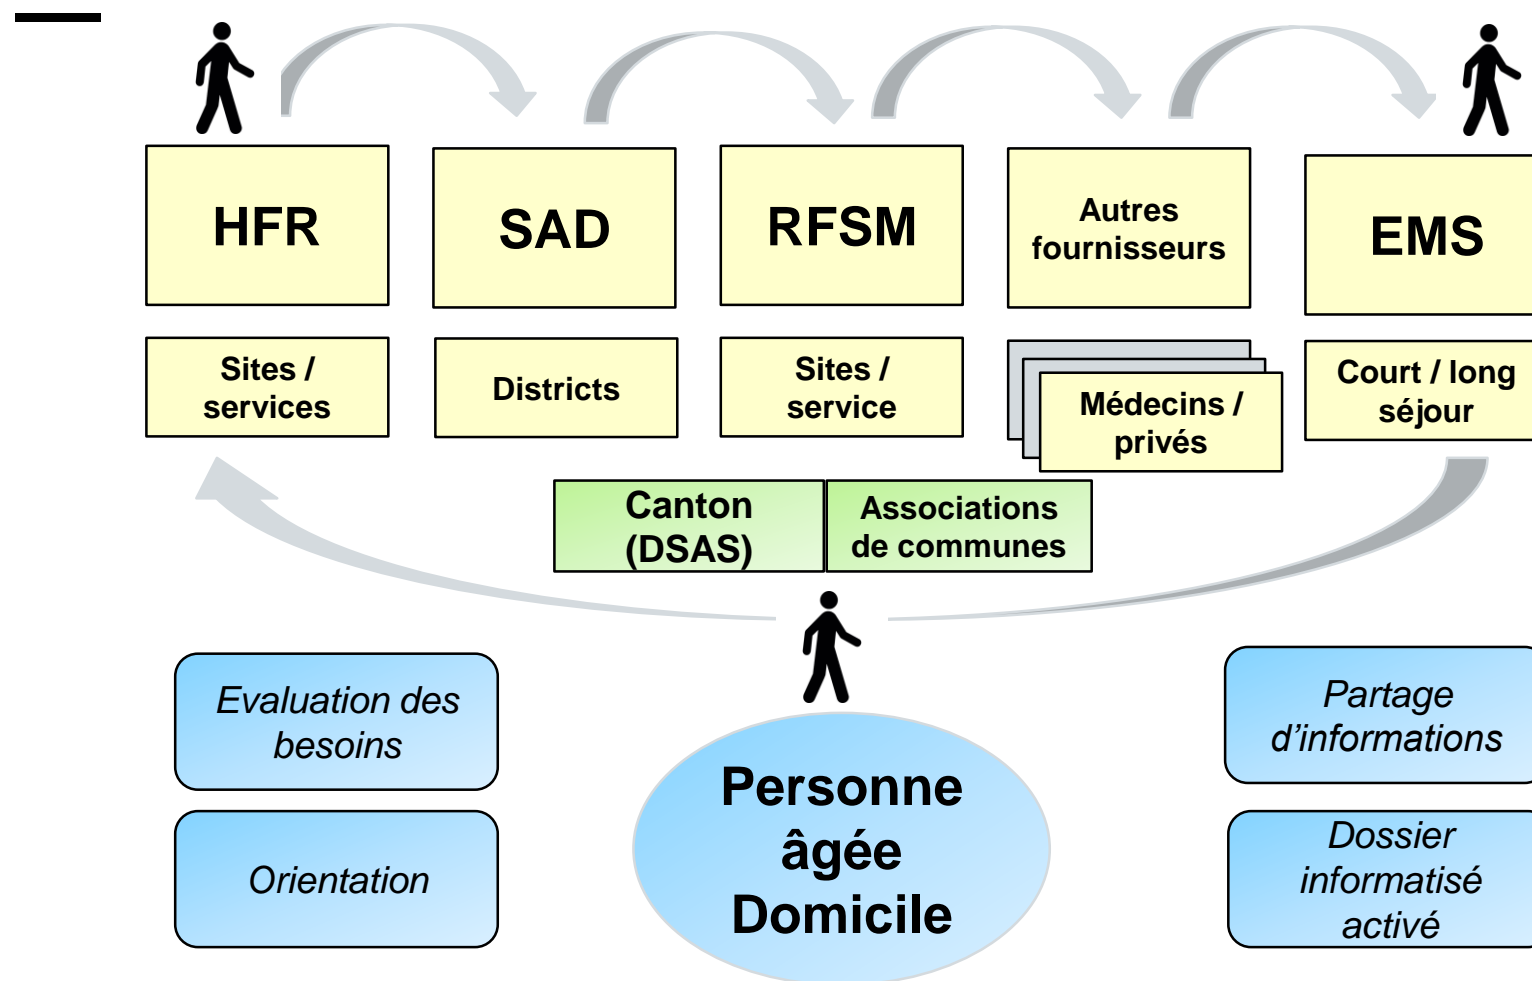 HFR
SAD
RFSM
Autres
fournisseurs
EMS
Sites /
services
Districts
Sites /
service
Médecins /
privés
Court / long
séjour
Canton
(DSAS)
Associations
de communes
Evaluation des
besoins
Orientation
Personne
âgée
Domicile
Partage
d’informations
Dossier
informatisé
activé